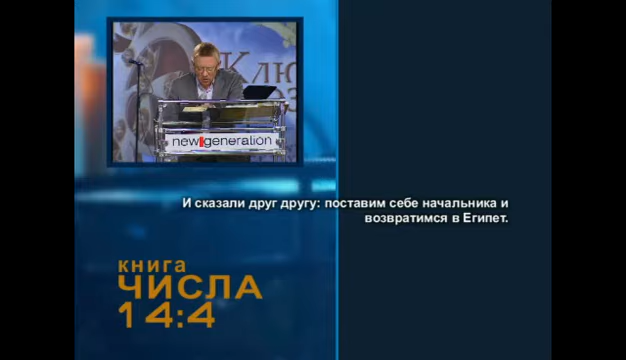 new generation
И сказали друг другу: поставим себе начальника и
возвратимся в Египет.
книга
ЧИСЛА
14:4